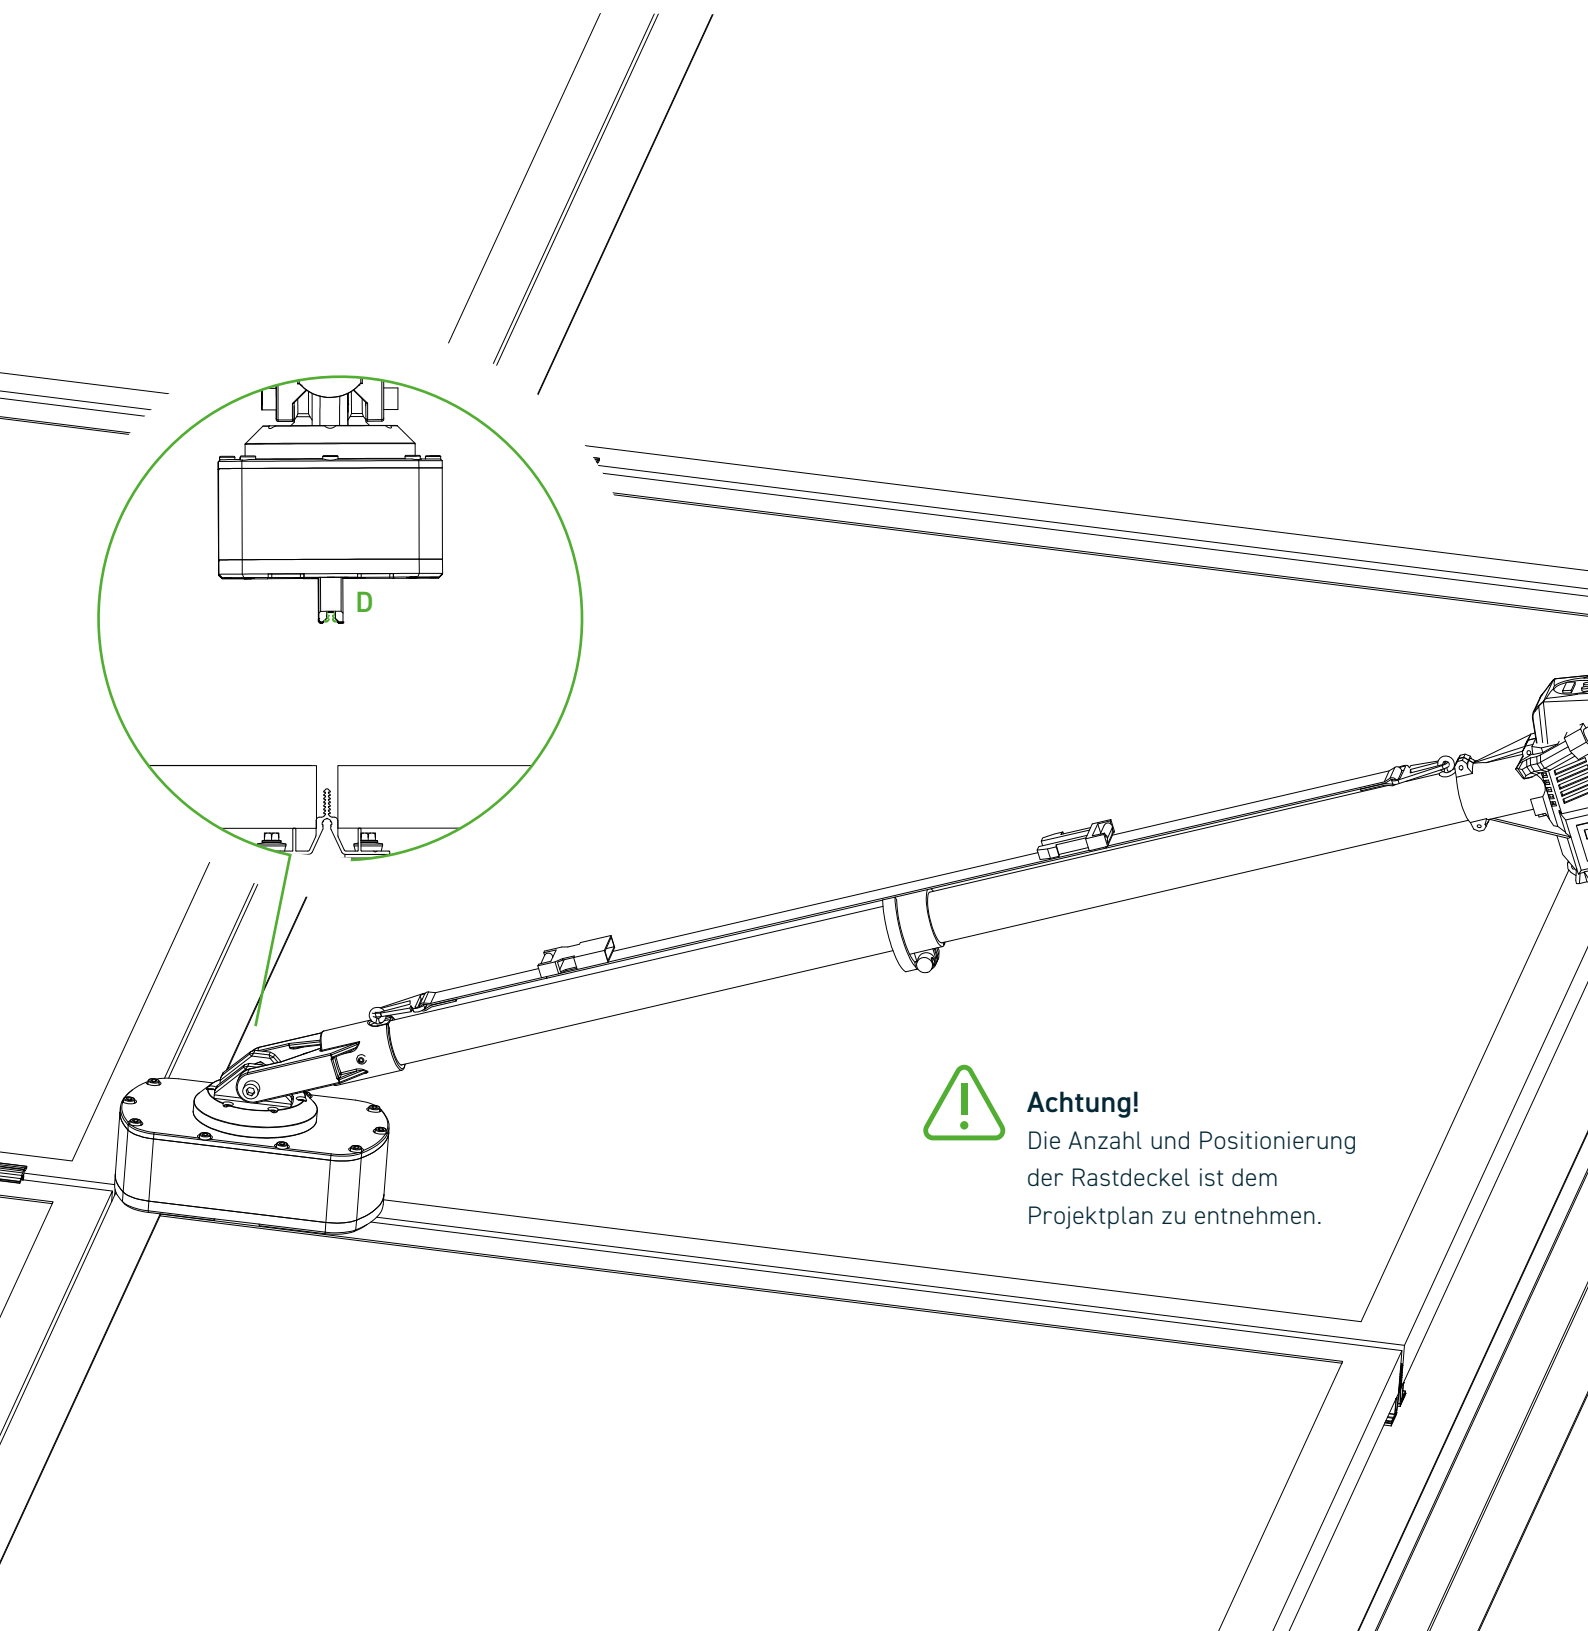 D
Achtung!
Die Anzahl und Positionierung
der Rastdeckel ist dem
Projektplan zu entnehmen.